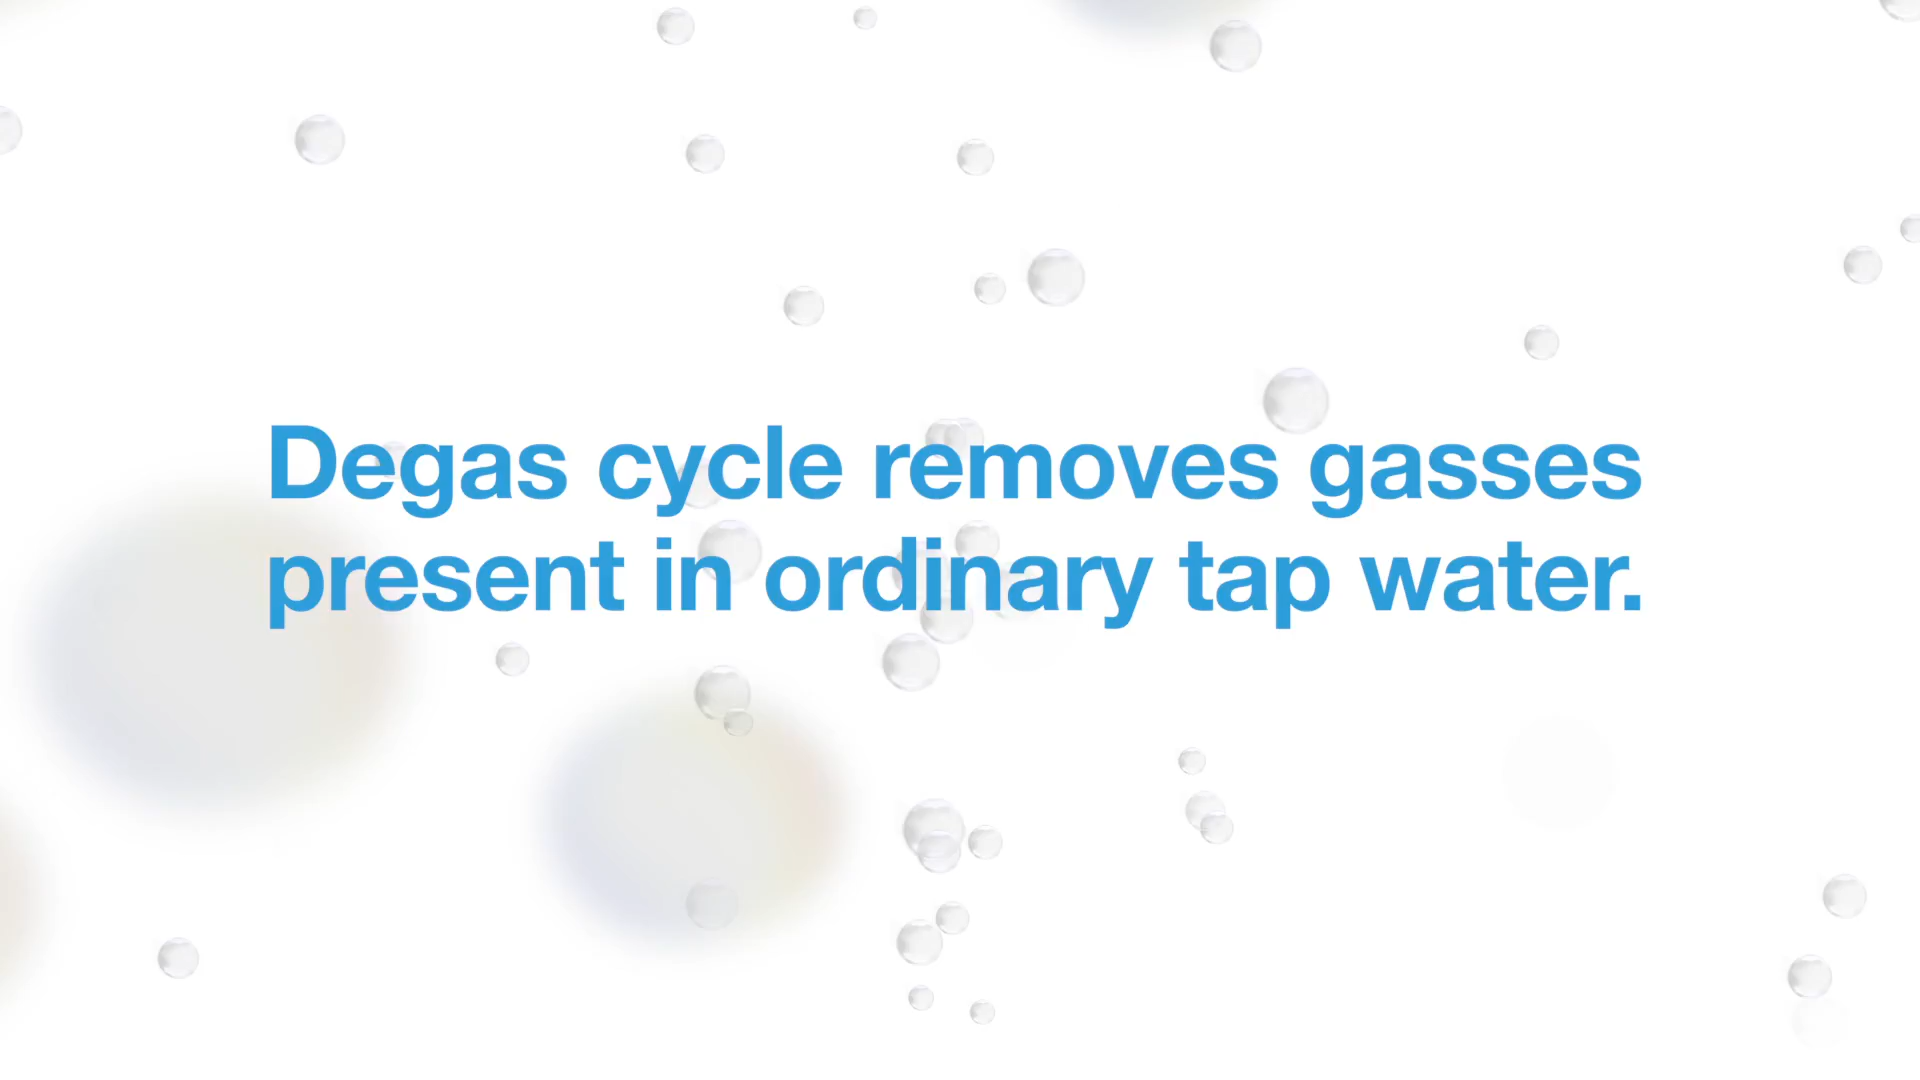 Degas cycle removes gasses
present in ordinary tap water.